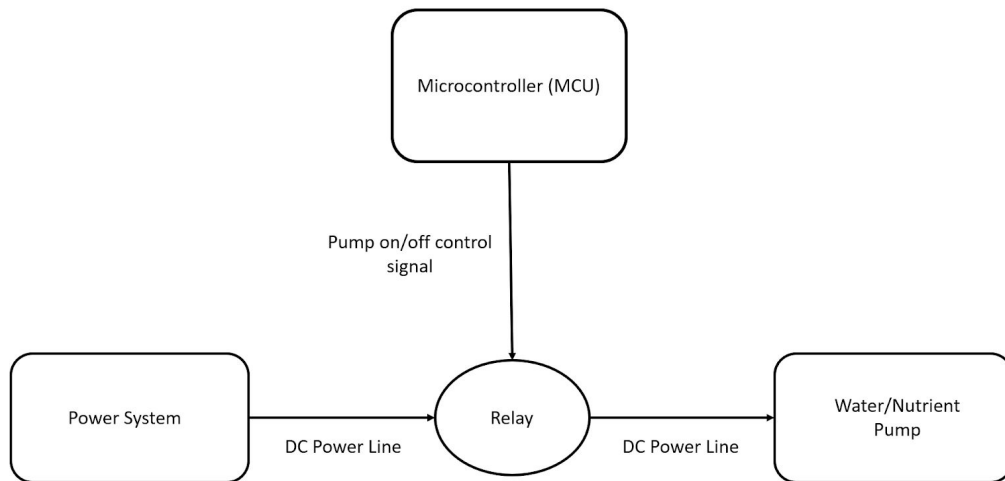 Microcontroller (MCU)
Pump on/off control
signal
Power System
DC Power Line
Relay
DC Power Line
Water/Nutrient
Pump